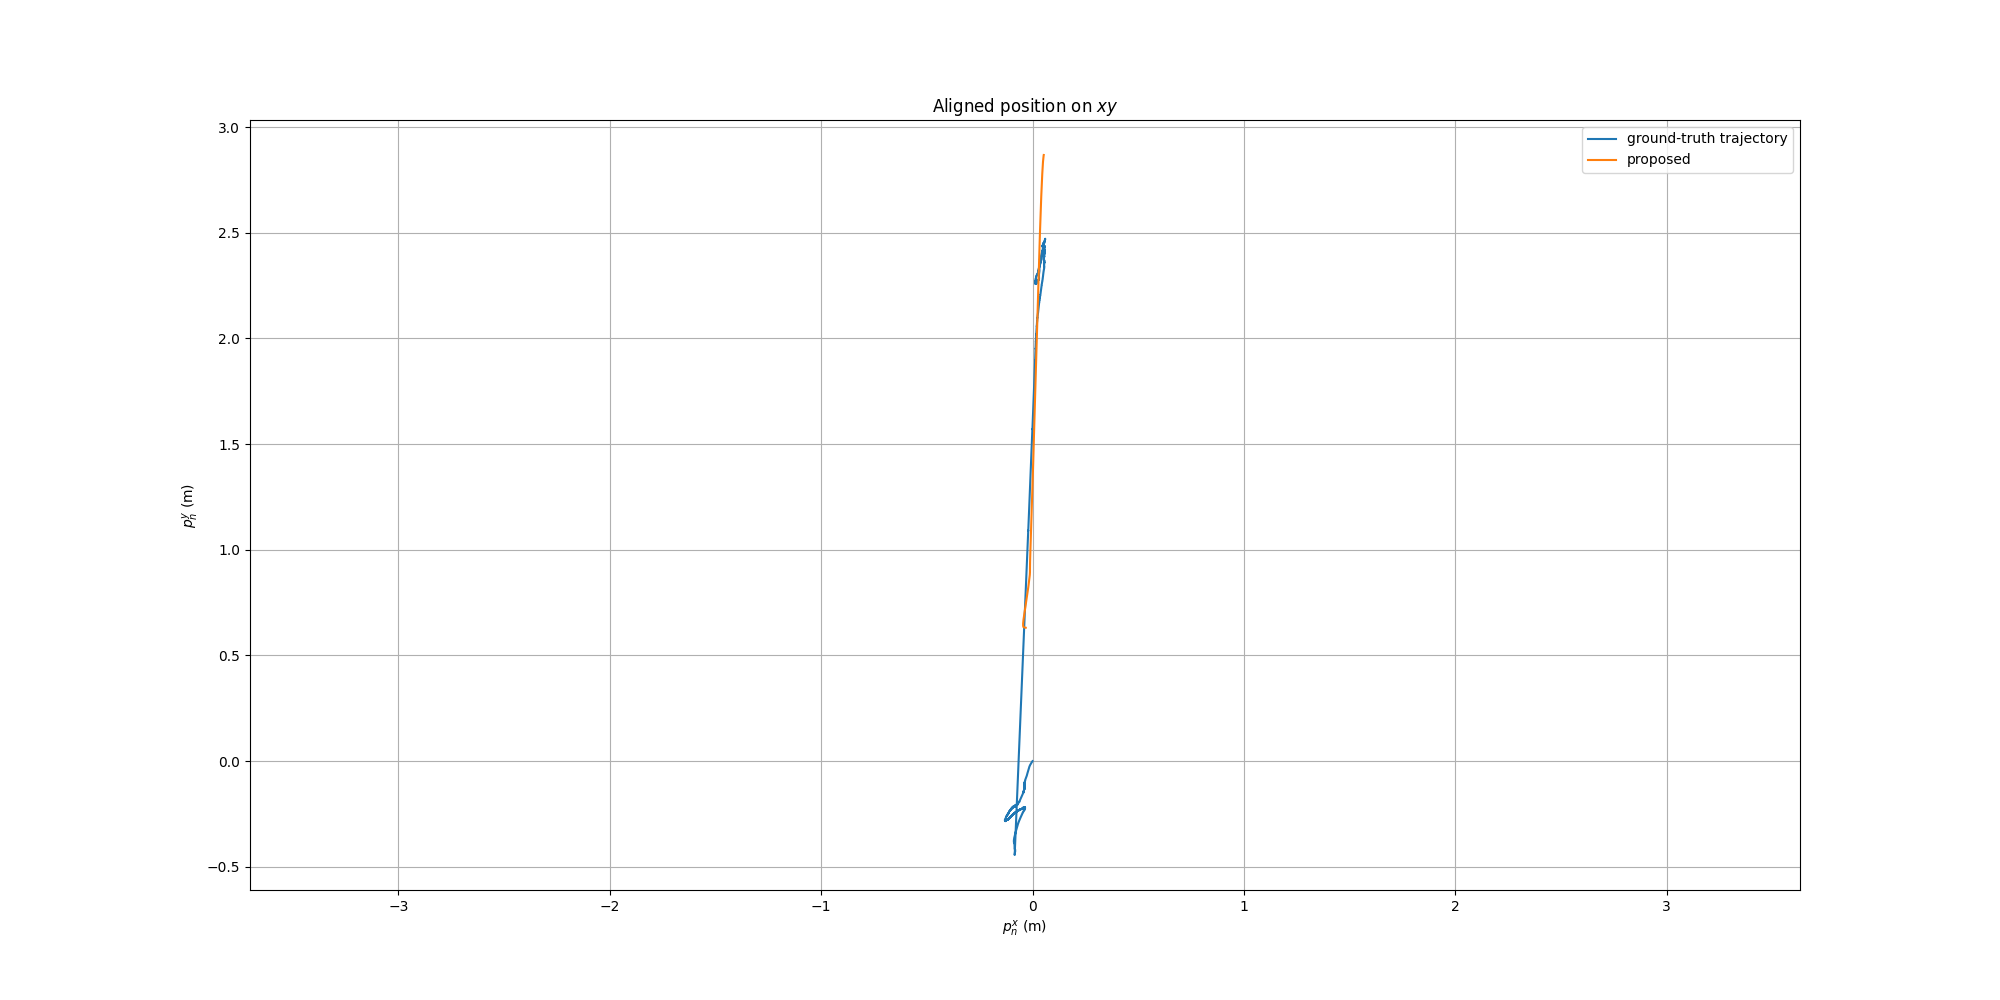 Aligned position on xy
ground-truth trajectory
proposed
3.0
2.5
2.0
1.5
1.0
0.5
0.0
−0.5
p_n^y (m)
−3 −2 −1 0 1 2 3
p_n^x (m)